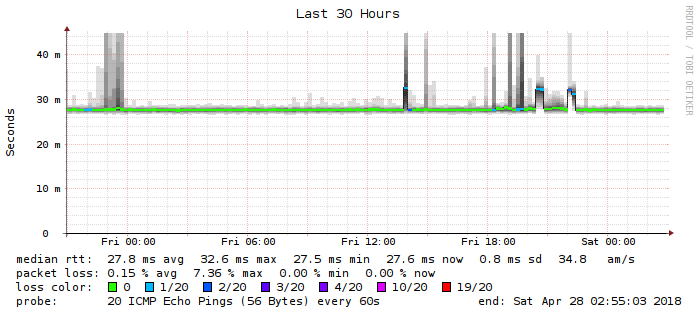 Last 30 Hours
RRDTOOL / TOBI OETIKER
Seconds
40 m
30 m
20 m
10 m
0
Fri 00:00 Fri 06:00 Fri 12:00 Fri 18:00 Sat 00:00
median rtt: 27.8 ms avg 32.6 ms max 27.5 ms min 27.6 ms now 0.8 ms sd 34.8 am/s
packet loss: 0.15 % avg 7.36 % max 0.00 % min 0.00 % now
loss color: 0 1/20 2/20 3/20 4/20 10/20 19/20
probe: 20 ICMP Echo Pings (56 Bytes) every 60s end: Sat Apr 28 02:55:03 2018